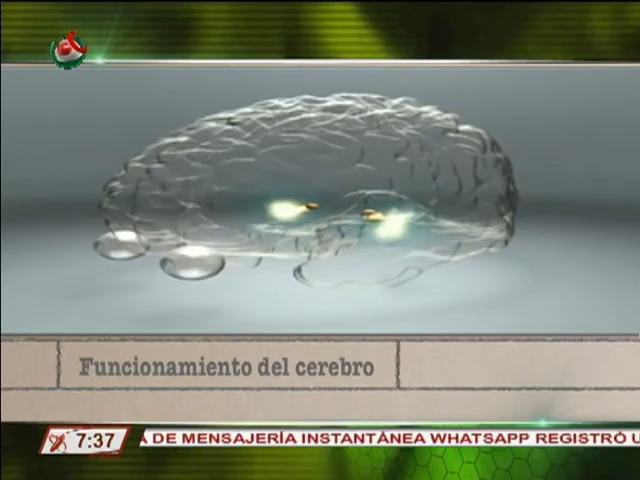 Funcionamiento del cerebro
7:37
A DE MENSAJERÍA INSTANTÁNEA WHATSAPP REGISTRÓ U